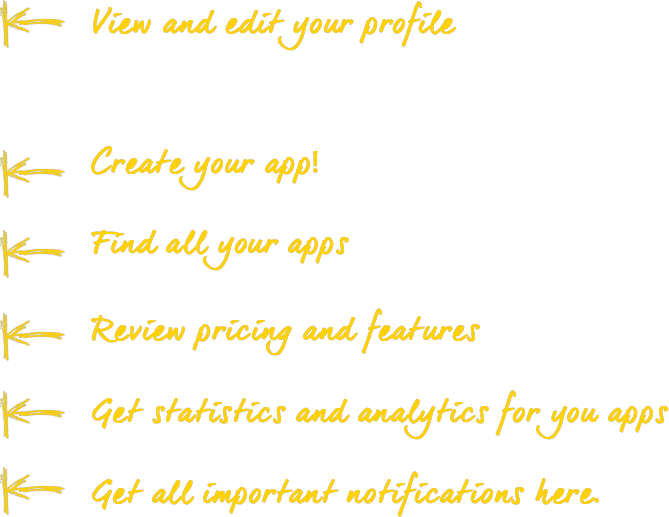 View and edit your profile
Create your app!
Find all your apps
Review pricing and features
Get statistics and analytics for you apps
Get all important notifications here.